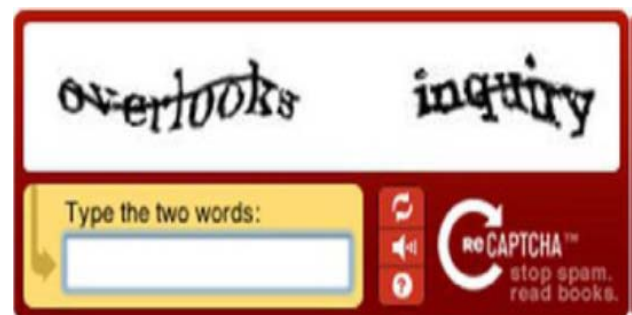 overlooks inquiry
Type the two words:
ReCAPTCHA™
stop spam.
read books.